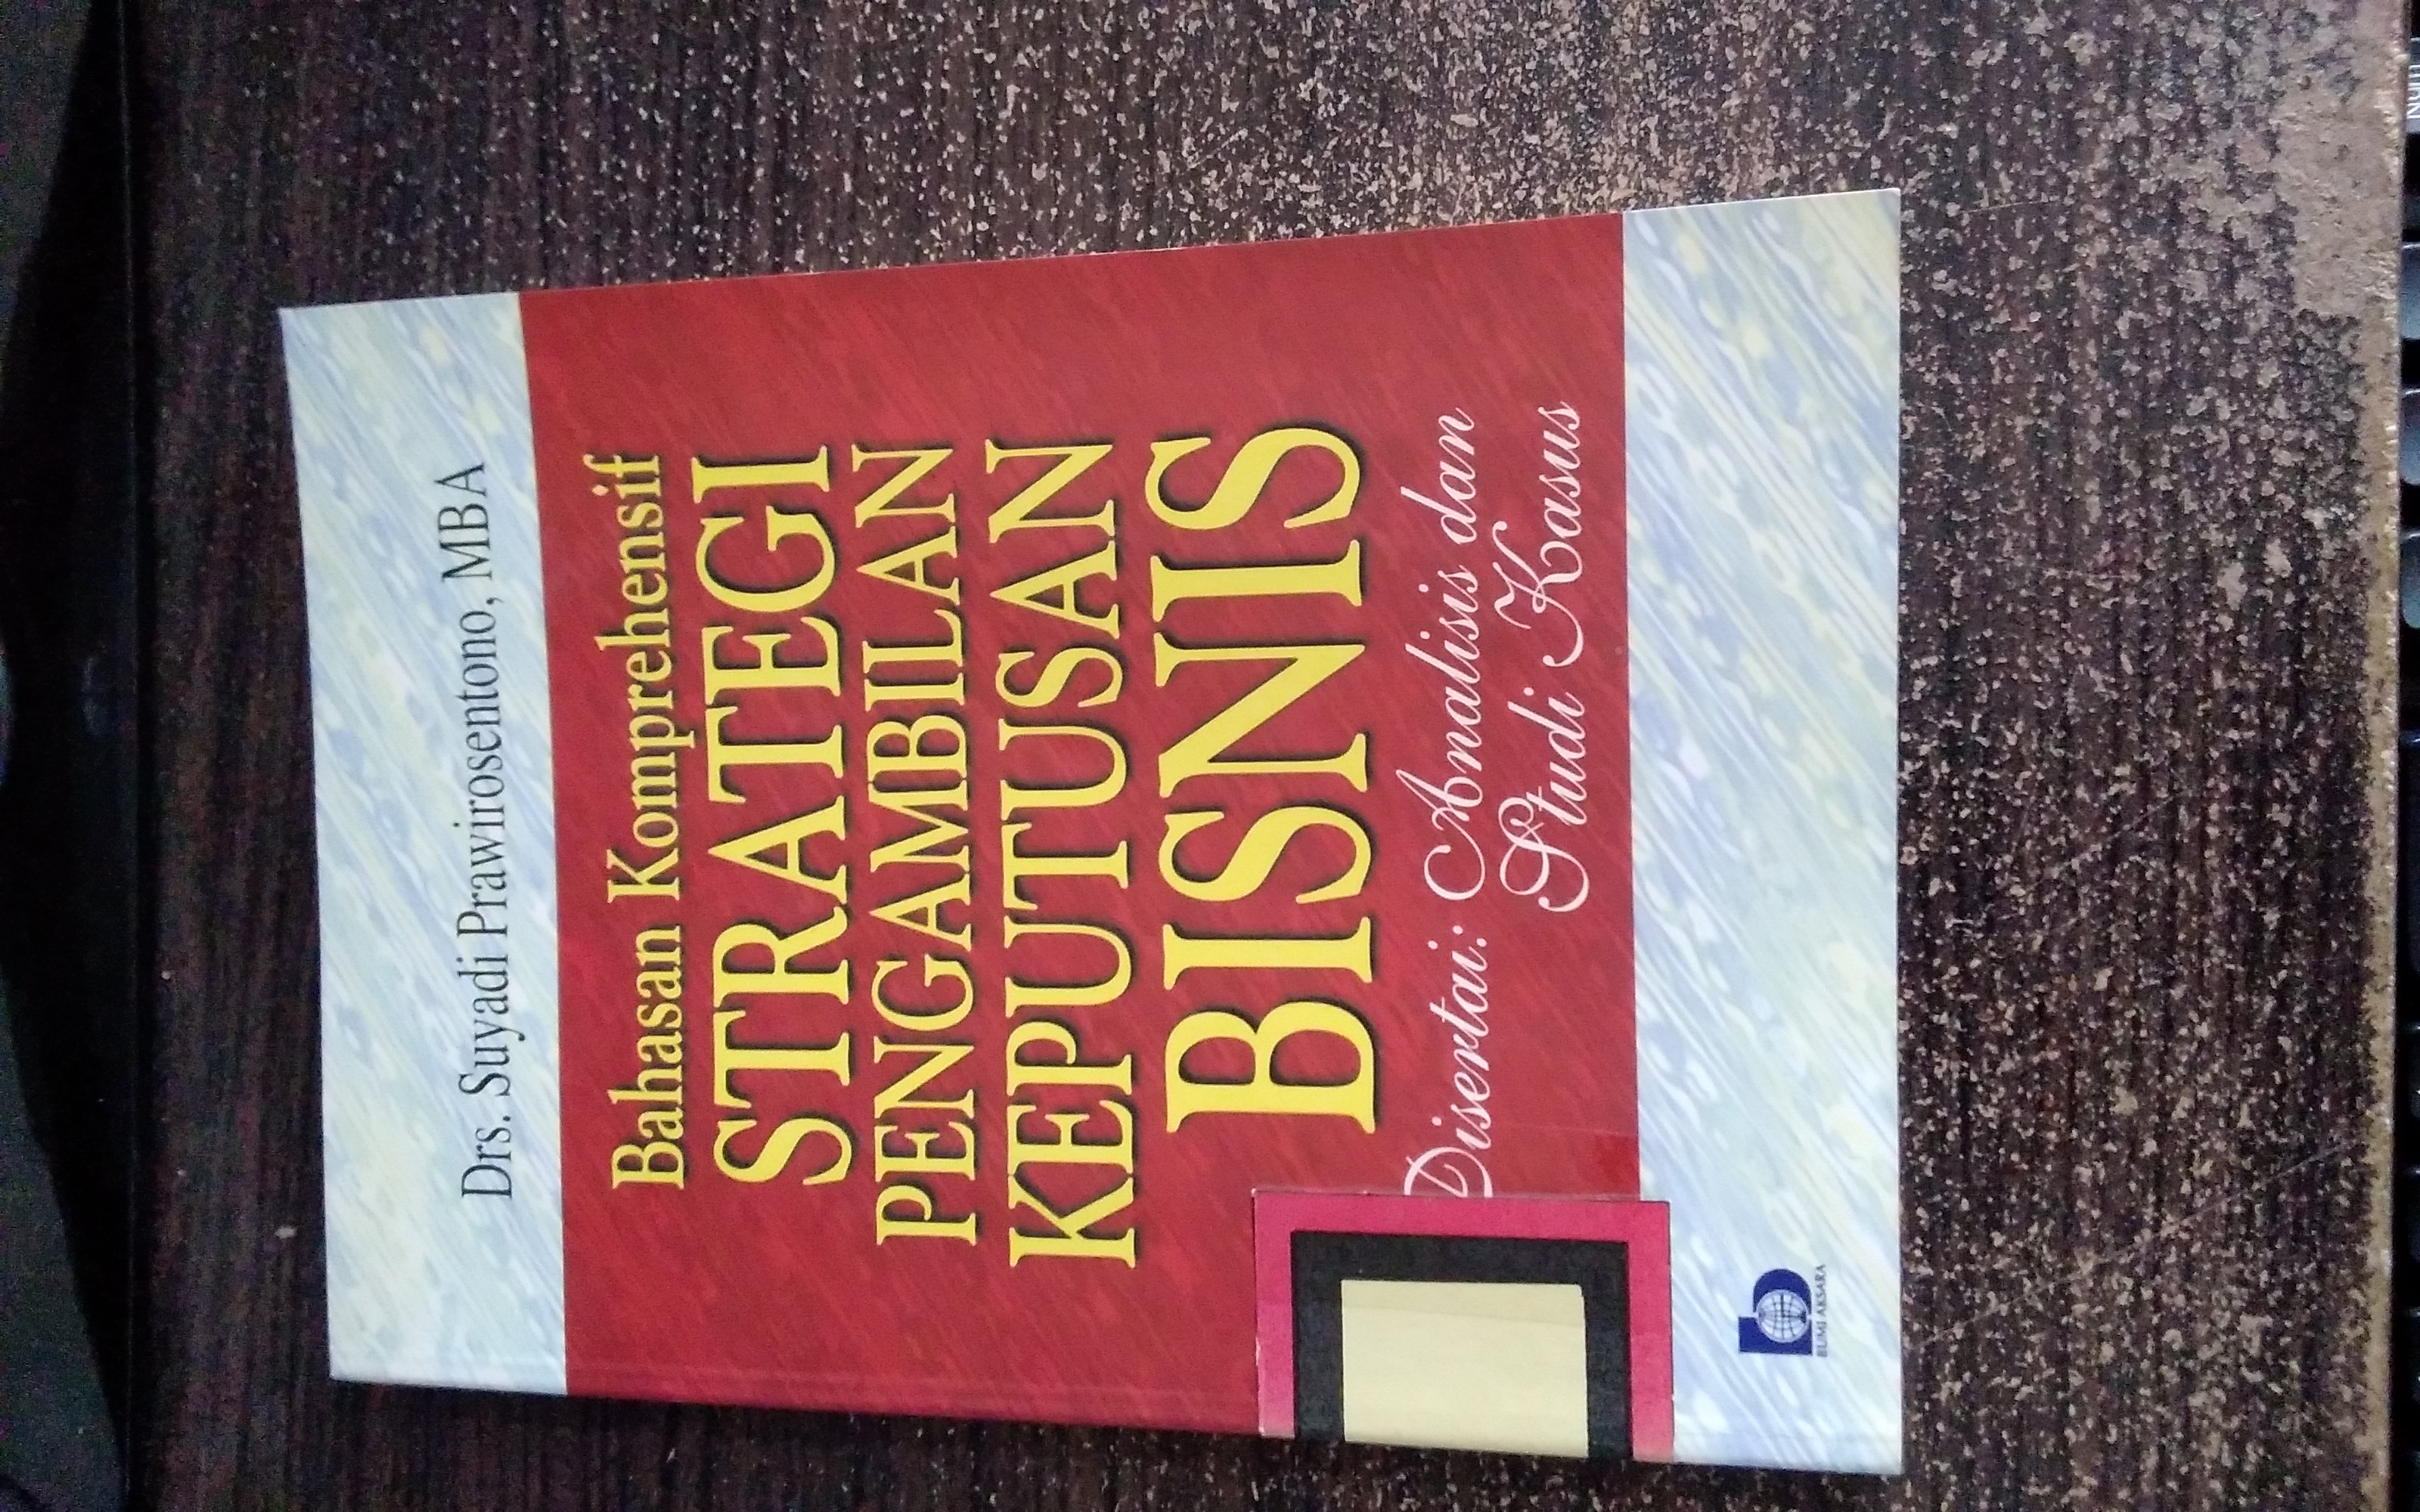 Drs. Suyadi Prawirosentono, MBA
Bahasan Komprehensif
STRATEGI
PENGAMBILAN
KEPUTUSAN
BISNIS
Disertai: Analisis dan
Studi Kasus
BUMI AKSARA